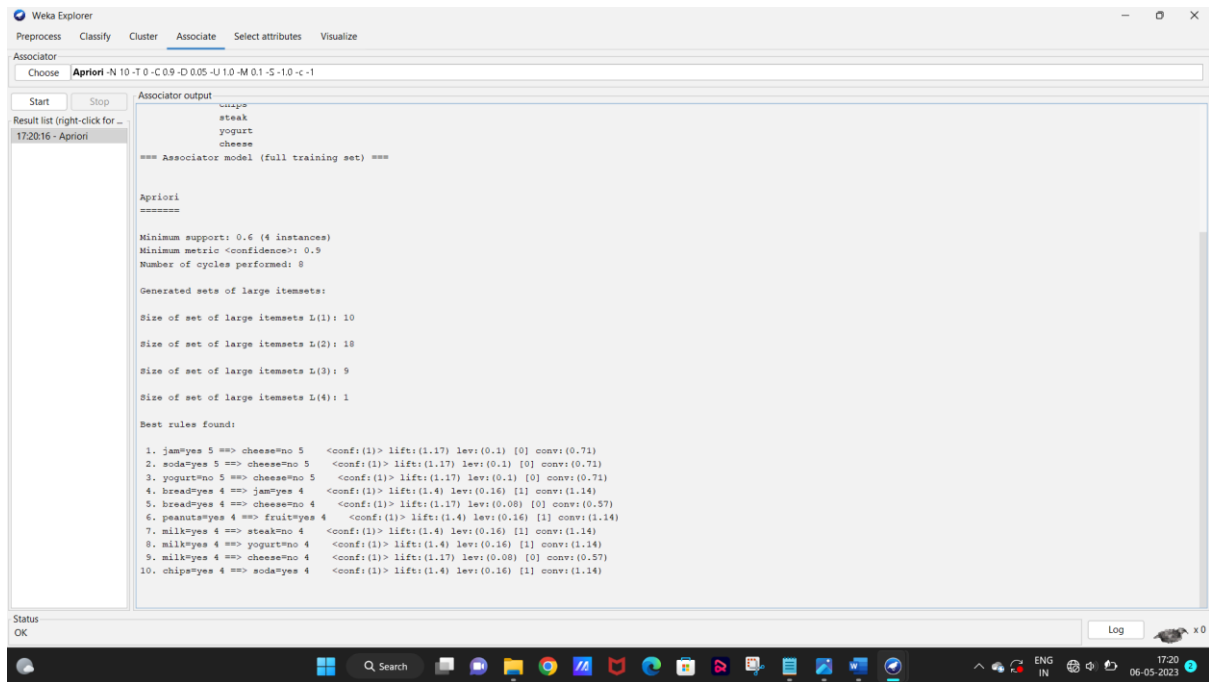 Weka Explorer
Preprocess Classify Cluster Associate Select attributes Visualize
Associator
Choose Apriori -N 10 -T 0 -C 0.9 -D 0.05 -U 1.0 -M 0.1 -S -1.0 -c -1
Start Stop
Result list (right-click for ...
17:20:16 - Apriori
Associator output
chips
steak
yogurt
cheese
=== Associator model (full training set) ===
Apriori
=======
Minimum support: 0.6 (4 instances)
Minimum metric <confidence>: 0.9
Number of cycles performed: 8
Generated sets of large itemsets:
Size of set of large itemsets L(1): 10
Size of set of large itemsets L(2): 18
Size of set of large itemsets L(3): 9
Size of set of large itemsets L(4): 1
Best rules found:
1. jam=yes 5 ==> cheese=no 5 <conf:(1)> lift:(1.17) lev:(0.1) [0] conv:(0.71)
2. soda=yes 5 ==> cheese=no 5 <conf:(1)> lift:(1.17) lev:(0.1) [0] conv:(0.71)
3. yogurt=no 5 ==> cheese=no 5 <conf:(1)> lift:(1.17) lev:(0.1) [0] conv:(0.71)
4. bread=yes 4 ==> jam=yes 4 <conf:(1)> lift:(1.4) lev:(0.16) [1] conv:(1.14)
5. bread=yes 4 ==> cheese=no 4 <conf:(1)> lift:(1.17) lev:(0.08) [0] conv:(0.57)
6. peanuts=yes 4 ==> fruit=yes 4 <conf:(1)> lift:(1.4) lev:(0.16) [1] conv:(1.14)
7. milk=yes 4 ==> steak=no 4 <conf:(1)> lift:(1.4) lev:(0.16) [1] conv:(1.14)
8. milk=yes 4 ==> yogurt=no 4 <conf:(1)> lift:(1.4) lev:(0.16) [1] conv:(1.14)
9. milk=yes 4 ==> cheese=no 4 <conf:(1)> lift:(1.17) lev:(0.08) [0] conv:(0.57)
10. chips=yes 4 ==> soda=yes 4 <conf:(1)> lift:(1.4) lev:(0.16) [1] conv:(1.14)
Status
OK
Log x 0
Search
ENG
IN
17:20
06-05-2023
2